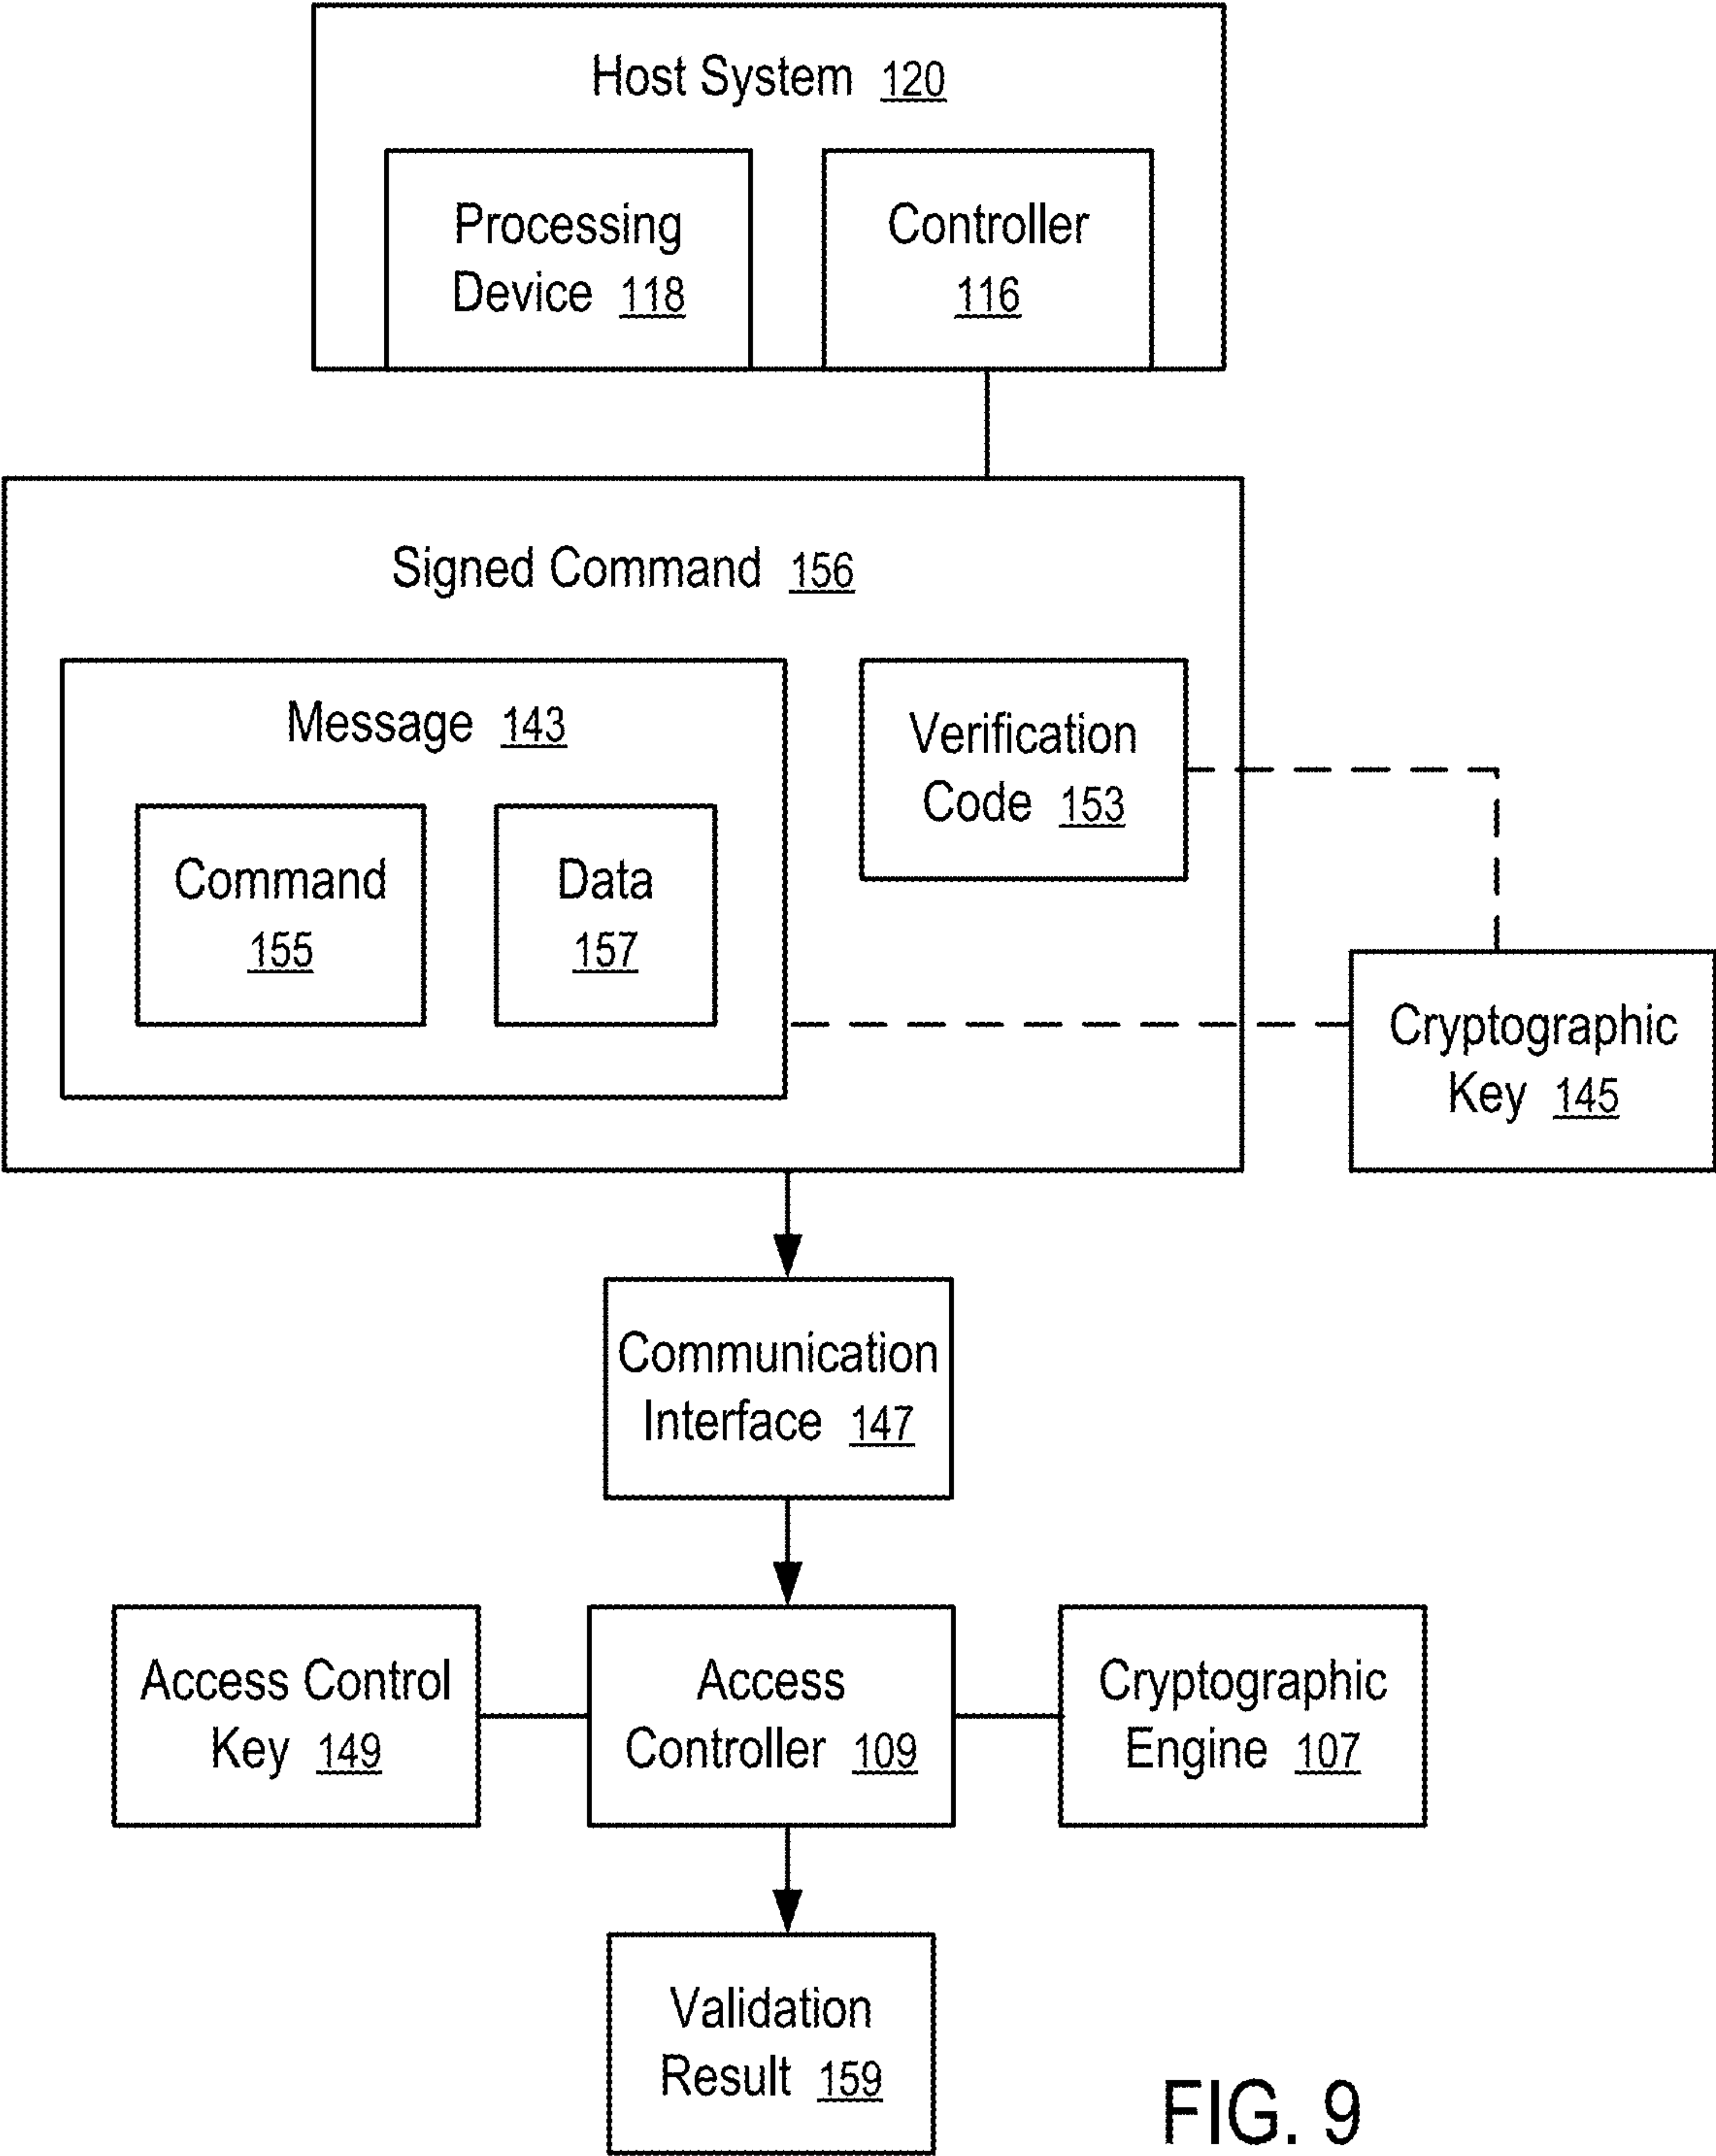 Host System 120
Processing
Device 118
Controller
116
Signed Command 156
Message 143
Command
155
Data
157
Verification
Code 153
Cryptographic
Key 145
Communication
Interface 147
Access Control
Key 149
Access
Controller 109
Cryptographic
Engine 107
Validation
Result 159
FIG. 9